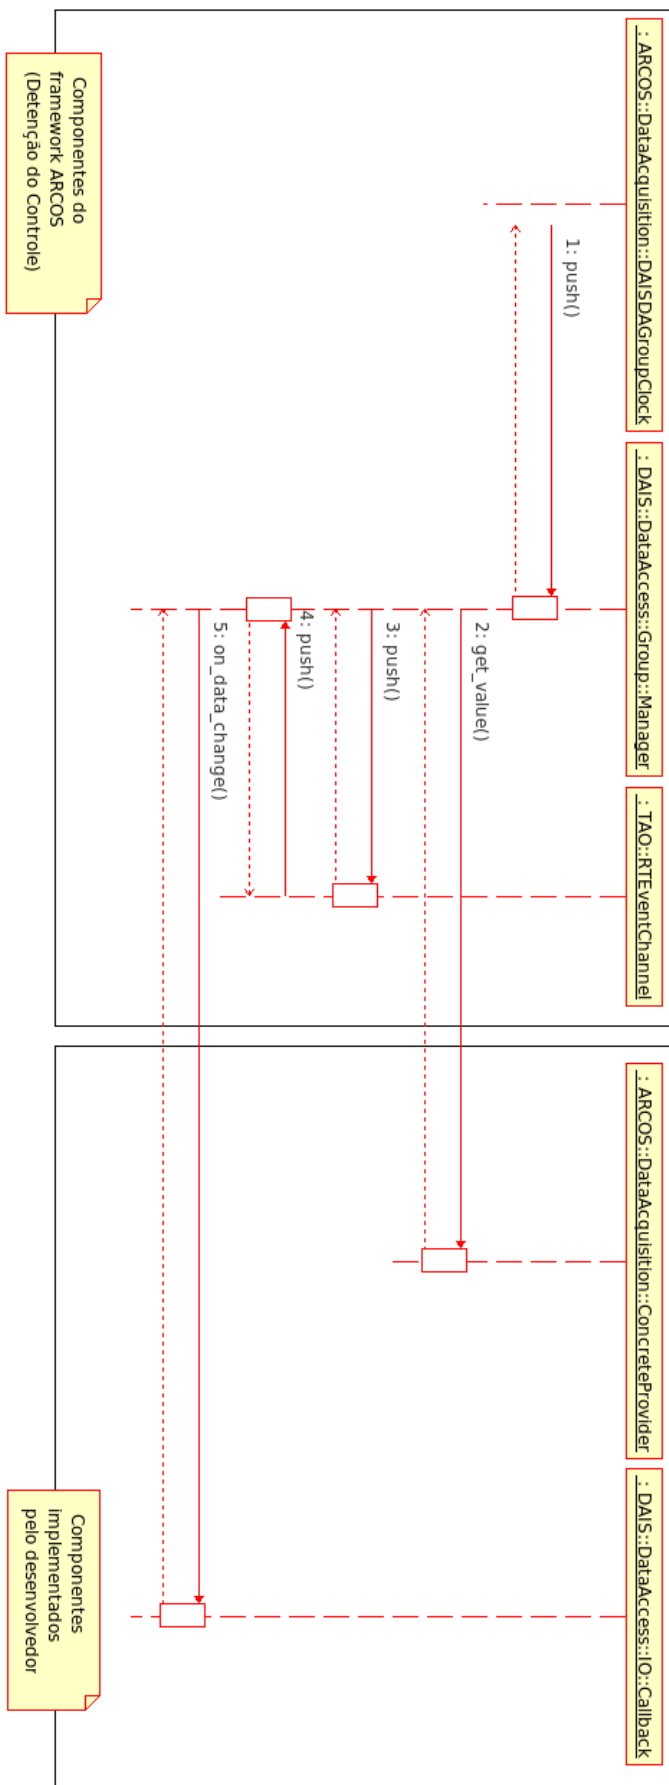 : ARCOS::DataAcquisition::DAISDAGroupClock
: DAIS::DataAccess::Group::Manager
: TAO::RTEventChannel
: ARCOS::DataAcquisition::ConcreteProvider
: DAIS::DataAccess::IO::Callback
1: push()
2: get_value()
3: push()
4: push()
5: on_data_change()
Componentes do
framework ARCOS
(Detenção do Controle)
Componentes
implementados
pelo desenvolvedor